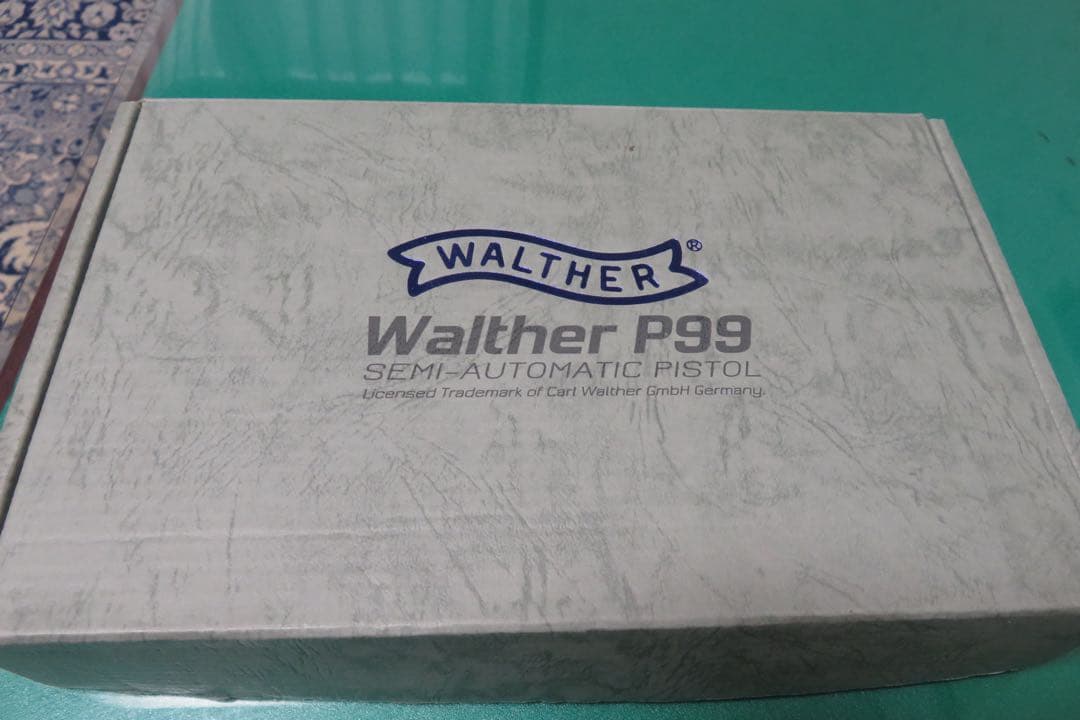 WALTHER®
Walther P99
SEMI-AUTOMATIC PISTOL
Licensed Trademark of Carl Walther GmbH Germany.